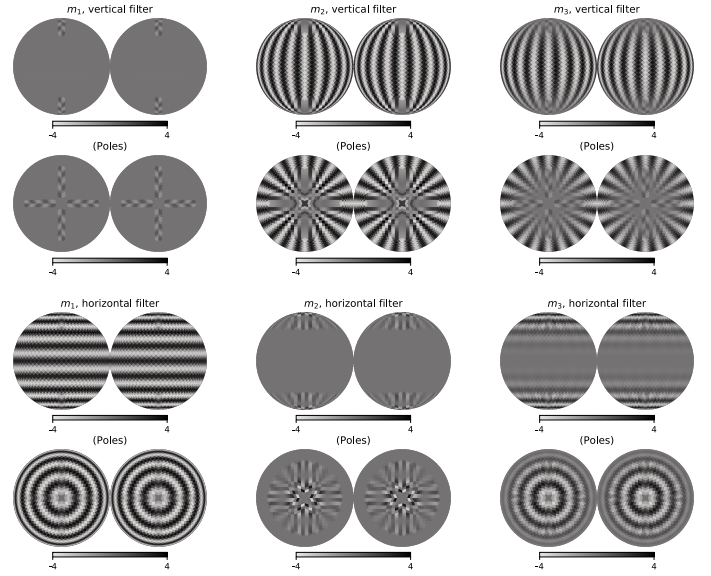 m₁, vertical filter
m₂, vertical filter
m₃, vertical filter
-4 4
-4 4
-4 4
(Poles)
(Poles)
(Poles)
-4 4
-4 4
-4 4
m₁, horizontal filter
m₂, horizontal filter
m₃, horizontal filter
-4 4
-4 4
-4 4
(Poles)
(Poles)
(Poles)
-4 4
-4 4
-4 4